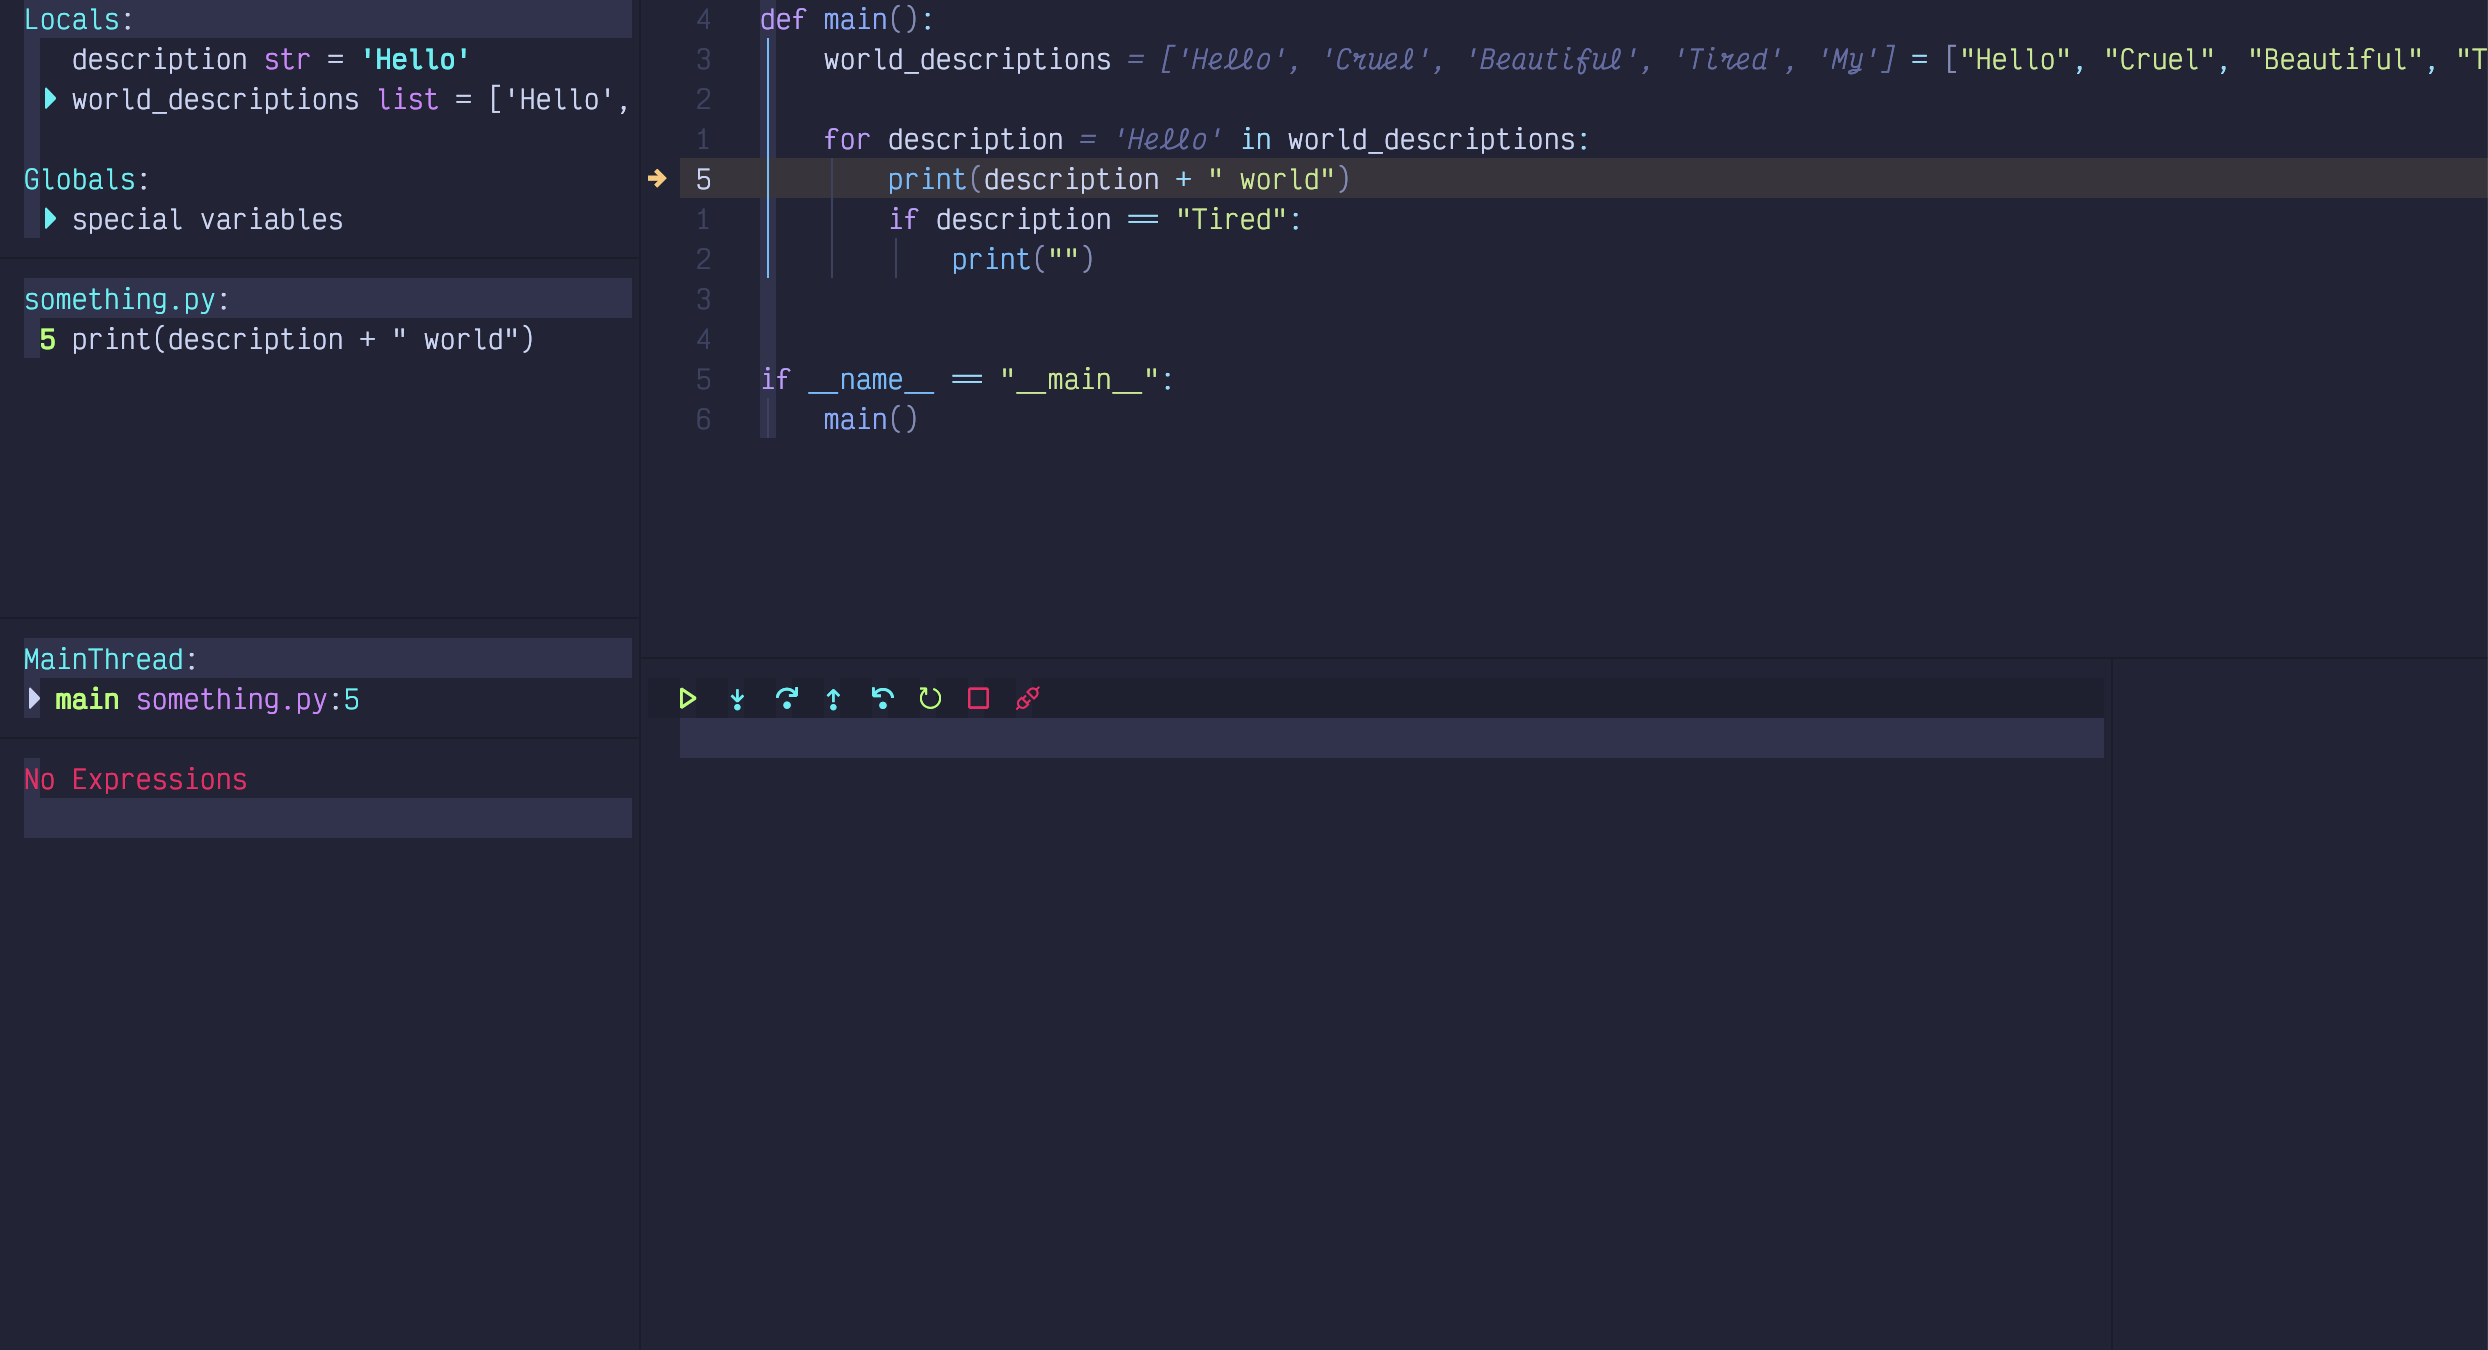 Locals:
description str = 'Hello'
world_descriptions list = ['Hello',
Globals:
special variables
something.py:
5 print(description + " world")
MainThread:
main something.py:5
No Expressions
4 def main():
3 world_descriptions = ['Hello', 'Cruel', 'Beautiful', 'Tired', 'My'] = ["Hello", "Cruel", "Beautiful", "T
2
1 for description = 'Hello' in world_descriptions:
5 print(description + " world")
1 if description == "Tired":
2 print("")
3
4
5 if __name__ == "__main__":
6 main()